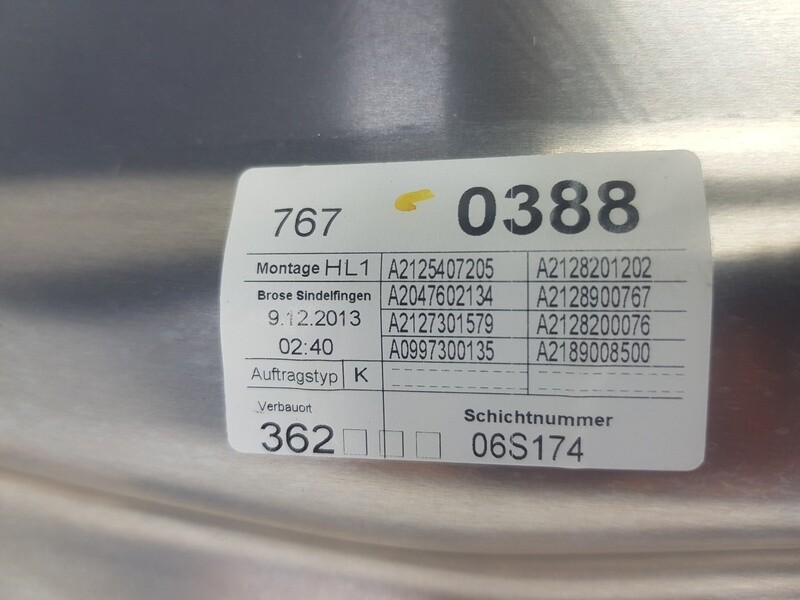 767 0388
Montage HL1 A2125407205 A2128201202
Brose Sindelfingen A2047602134 A2128900767
9.12.2013 A2127301579 A2128200076
02:40 A0997300135 A2189008500
Auftragstyp K
Verbauort Schichtnummer
362 06S174